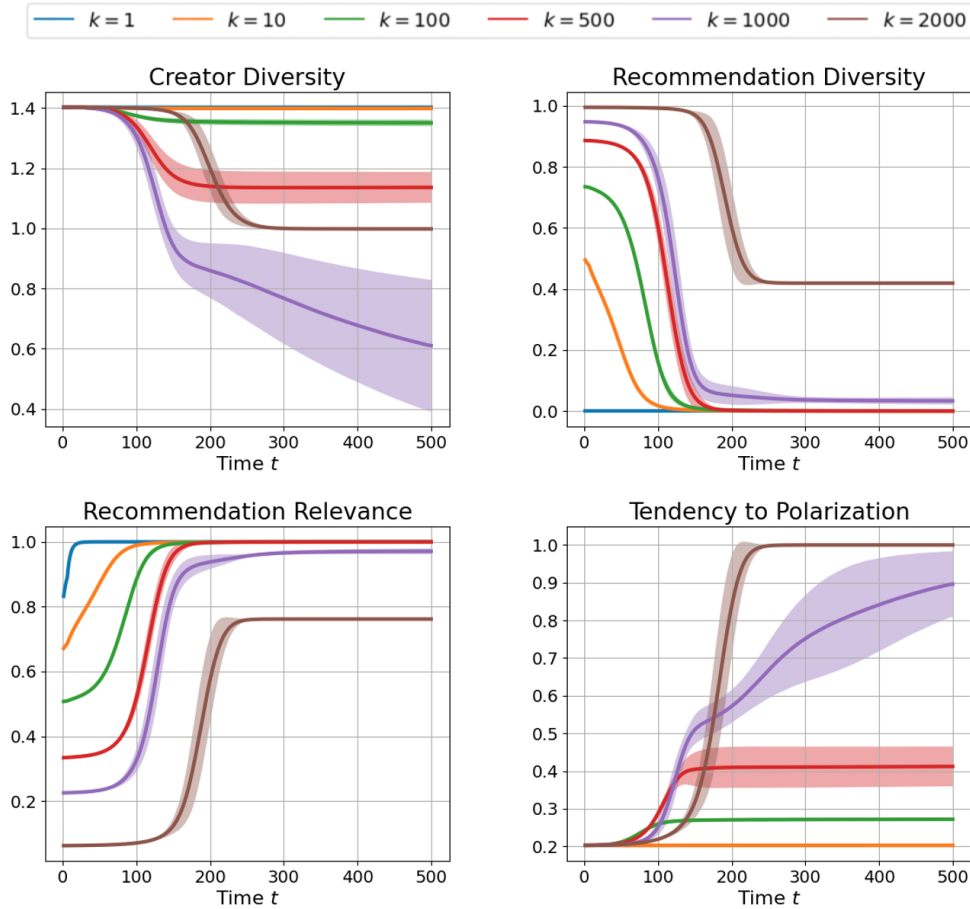 k = 1 k = 10 k = 100 k = 500 k = 1000 k = 2000
Creator Diversity
1.4
1.2
1.0
0.8
0.6
0.4
0 100 200 300 400 500
Time t
Recommendation Diversity
1.0
0.8
0.6
0.4
0.2
0.0
0 100 200 300 400 500
Time t
Recommendation Relevance
1.0
0.8
0.6
0.4
0.2
0 100 200 300 400 500
Time t
Tendency to Polarization
1.0
0.9
0.8
0.7
0.6
0.5
0.4
0.3
0.2
0 100 200 300 400 500
Time t